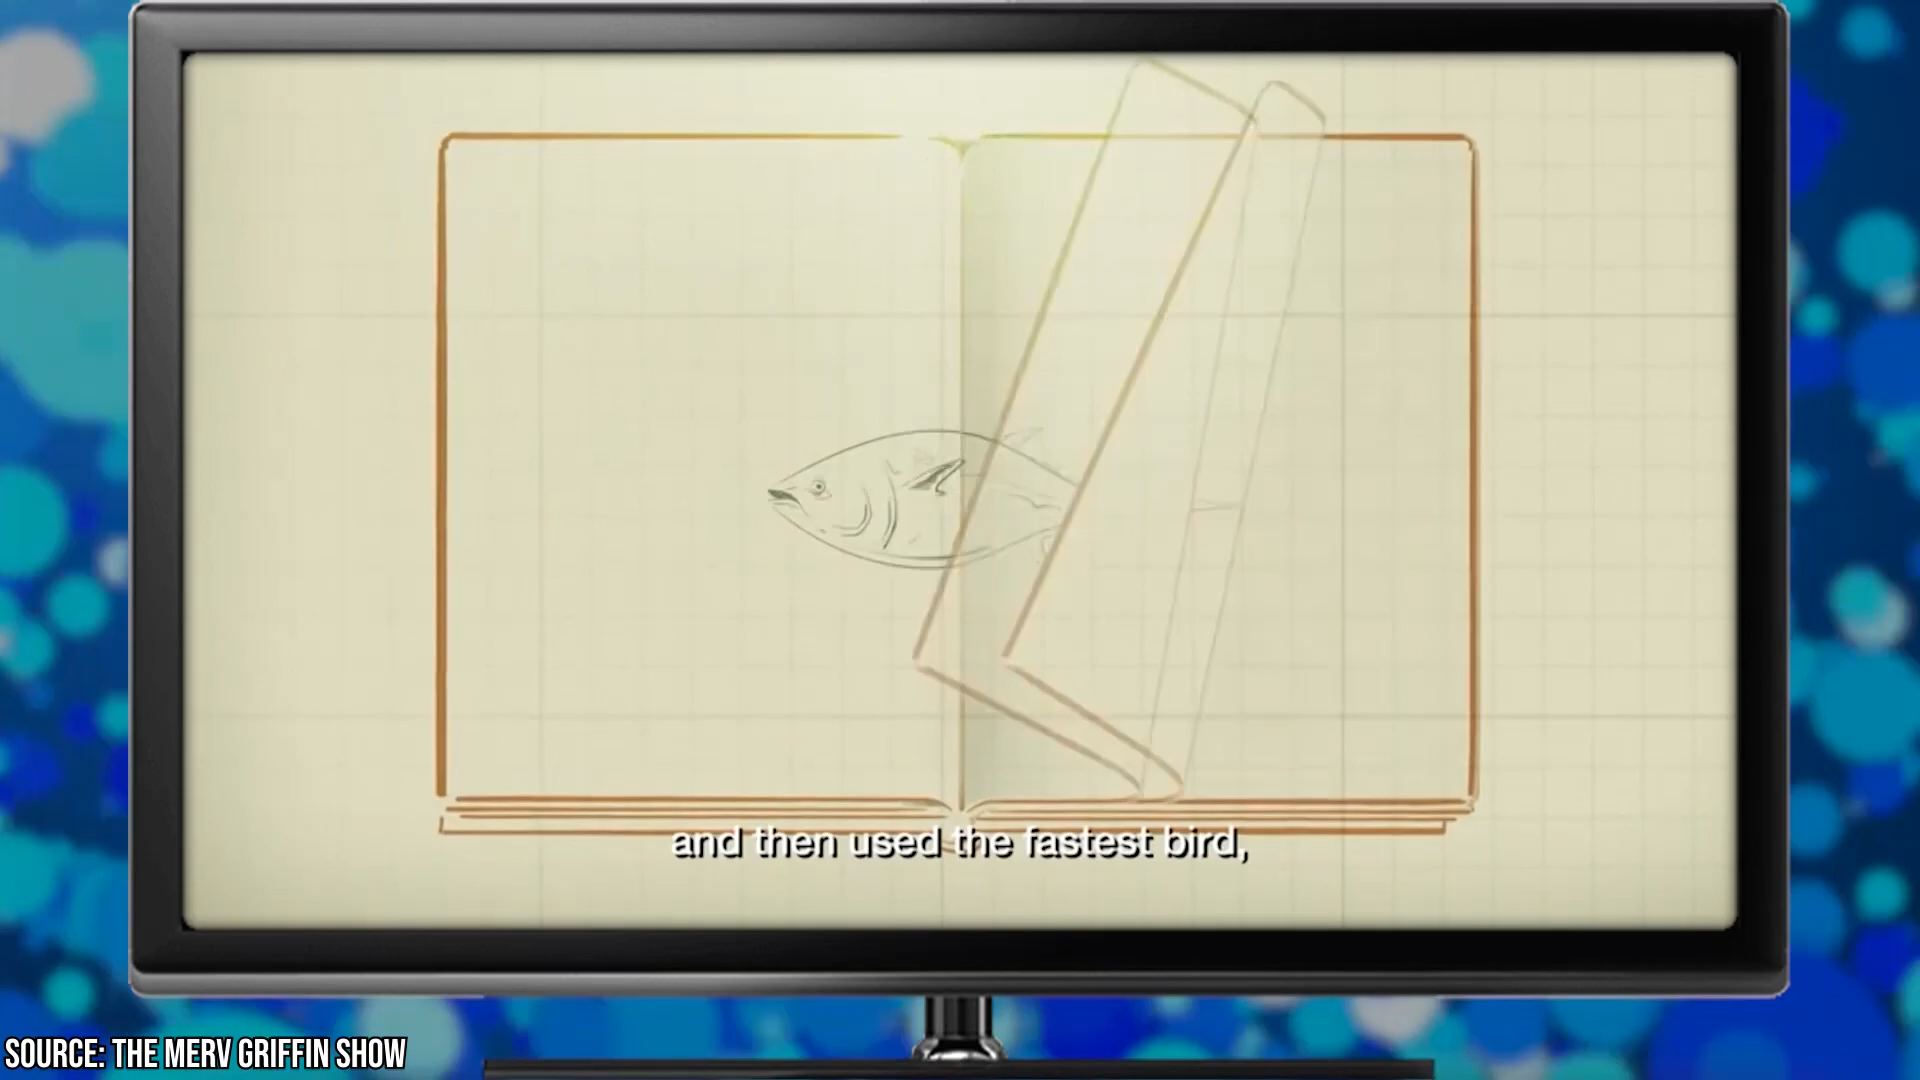 and then used the fastest bird,
SOURCE: THE MERV GRIFFIN SHOW